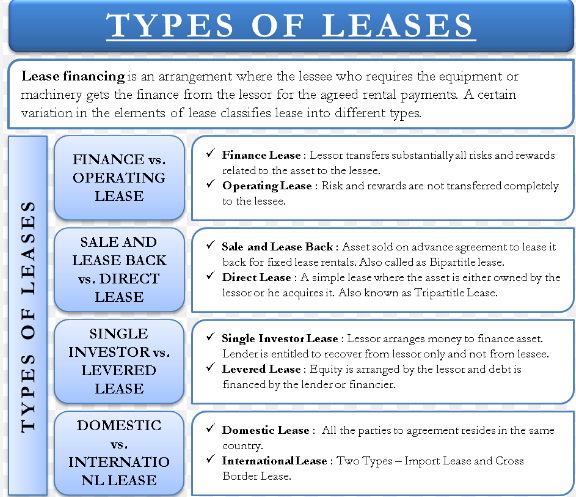 TYPES OF LEASES
Lease financing is an arrangement where the lessee who requires the equipment or
machinery gets the finance from the lessor for the agreed rental payments. A certain
variation in the elements of lease classifies lease into different types.
TYPES OF LEASES
FINANCE vs.
OPERATING
LEASE
✓ Finance Lease : Lessor transfers substantially all risks and rewards
related to the asset to the lessee.
✓ Operating Lease : Risk and rewards are not transferred completely
to the lessee.
SALE AND
LEASE BACK
vs. DIRECT
LEASE
✓ Sale and Lease Back : Asset sold on advance agreement to lease it
back for fixed lease rentals. Also called as Bipartitle lease.
✓ Direct Lease : A simple lease where the asset is either owned by the
lessor or he acquires it. Also known as Tripartitle Lease.
SINGLE
INVESTOR vs.
LEVERED
LEASE
✓ Single Investor Lease : Lessor arranges money to finance asset.
Lender is entitled to recover from lessor only and not from lessee.
✓ Levered Lease : Equity is arranged by the lessor and debt is
financed by the lender or financier.
DOMESTIC
vs.
INTERNATIO
NL LEASE
✓ Domestic Lease : All the parties to agreement resides in the same
country.
✓ International Lease : Two Types – Import Lease and Cross
Border Lease.